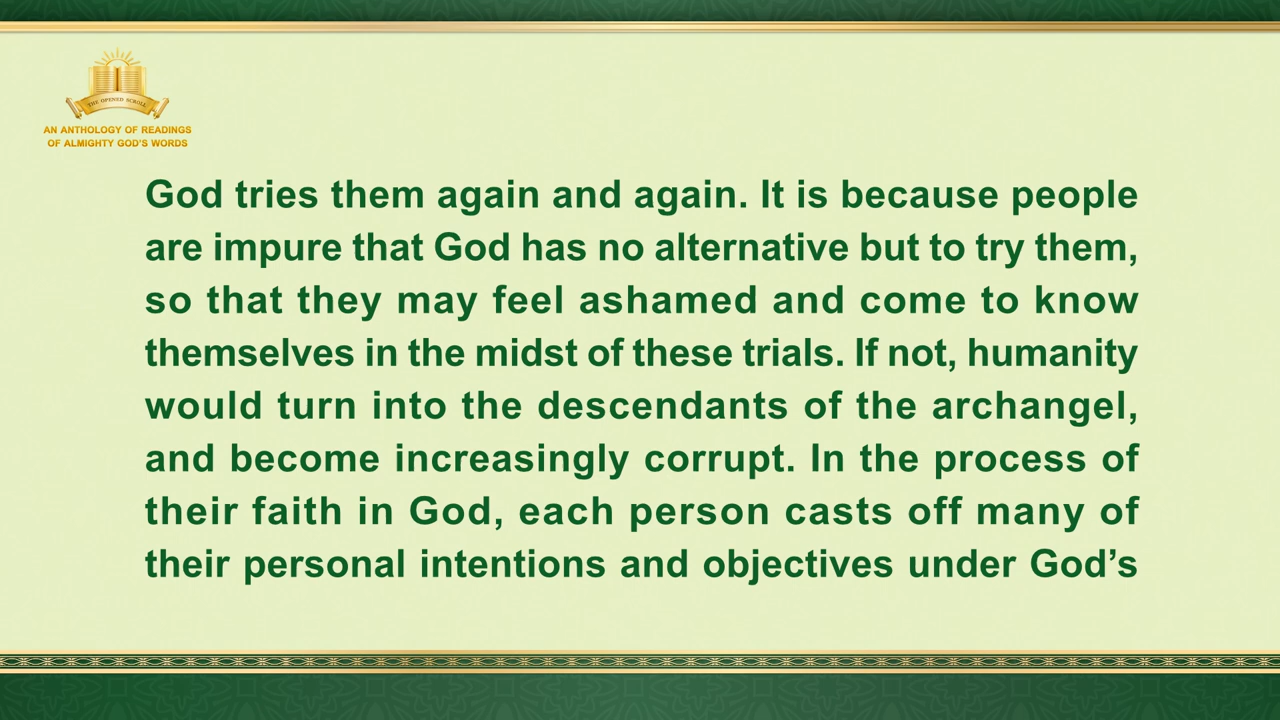 THE OPENED SCROLL
AN ANTHOLOGY OF READINGS
OF ALMIGHTY GOD'S WORDS
God tries them again and again. It is because people
are impure that God has no alternative but to try them,
so that they may feel ashamed and come to know
themselves in the midst of these trials. If not, humanity
would turn into the descendants of the archangel,
and become increasingly corrupt. In the process of
their faith in God, each person casts off many of
their personal intentions and objectives under God’s